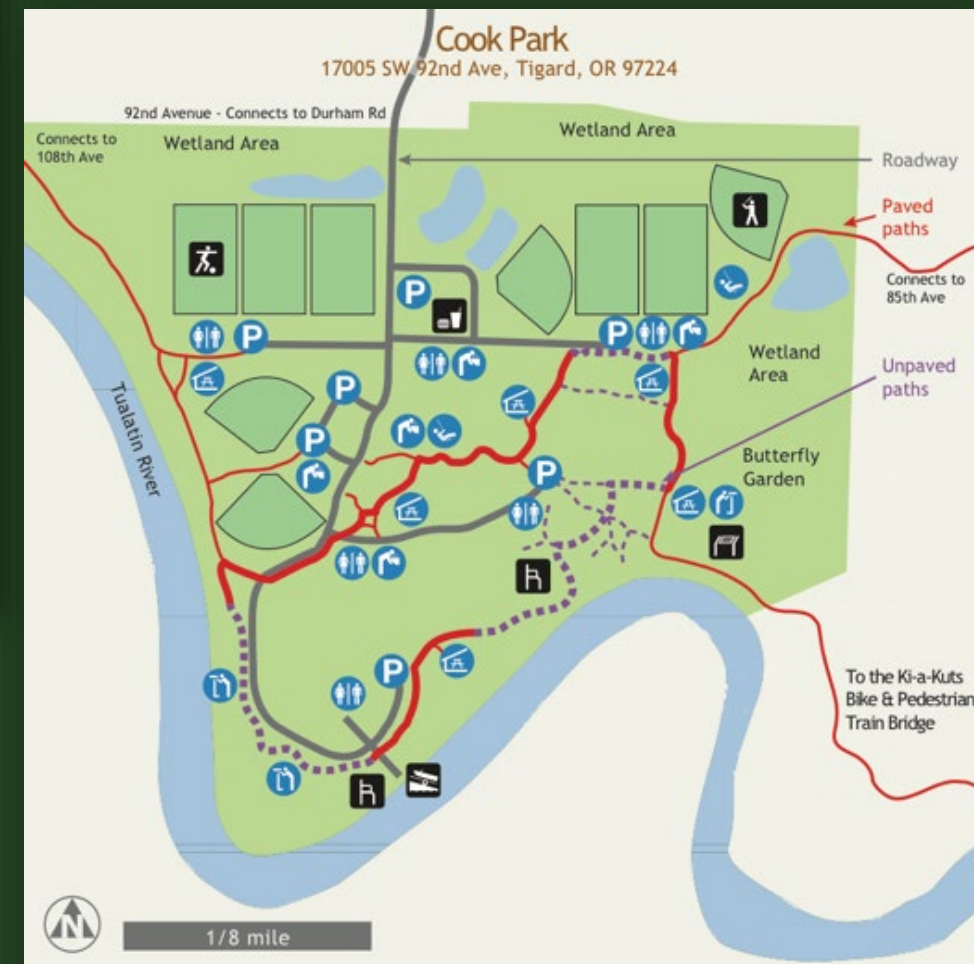 Cook Park
17005 SW 92nd Ave, Tigard, OR 97224
92nd Avenue - Connects to Durham Rd
Connects to
108th Ave
Wetland Area
Wetland Area
Roadway
Paved
paths
Connects to
85th Ave
P
P
P
Wetland
Area
Unpaved
paths
P
Tualatin River
P
Butterfly
Garden
P
P
To the Ki-a-Kuts
Bike & Pedestrian
Train Bridge
N
1/8 mile